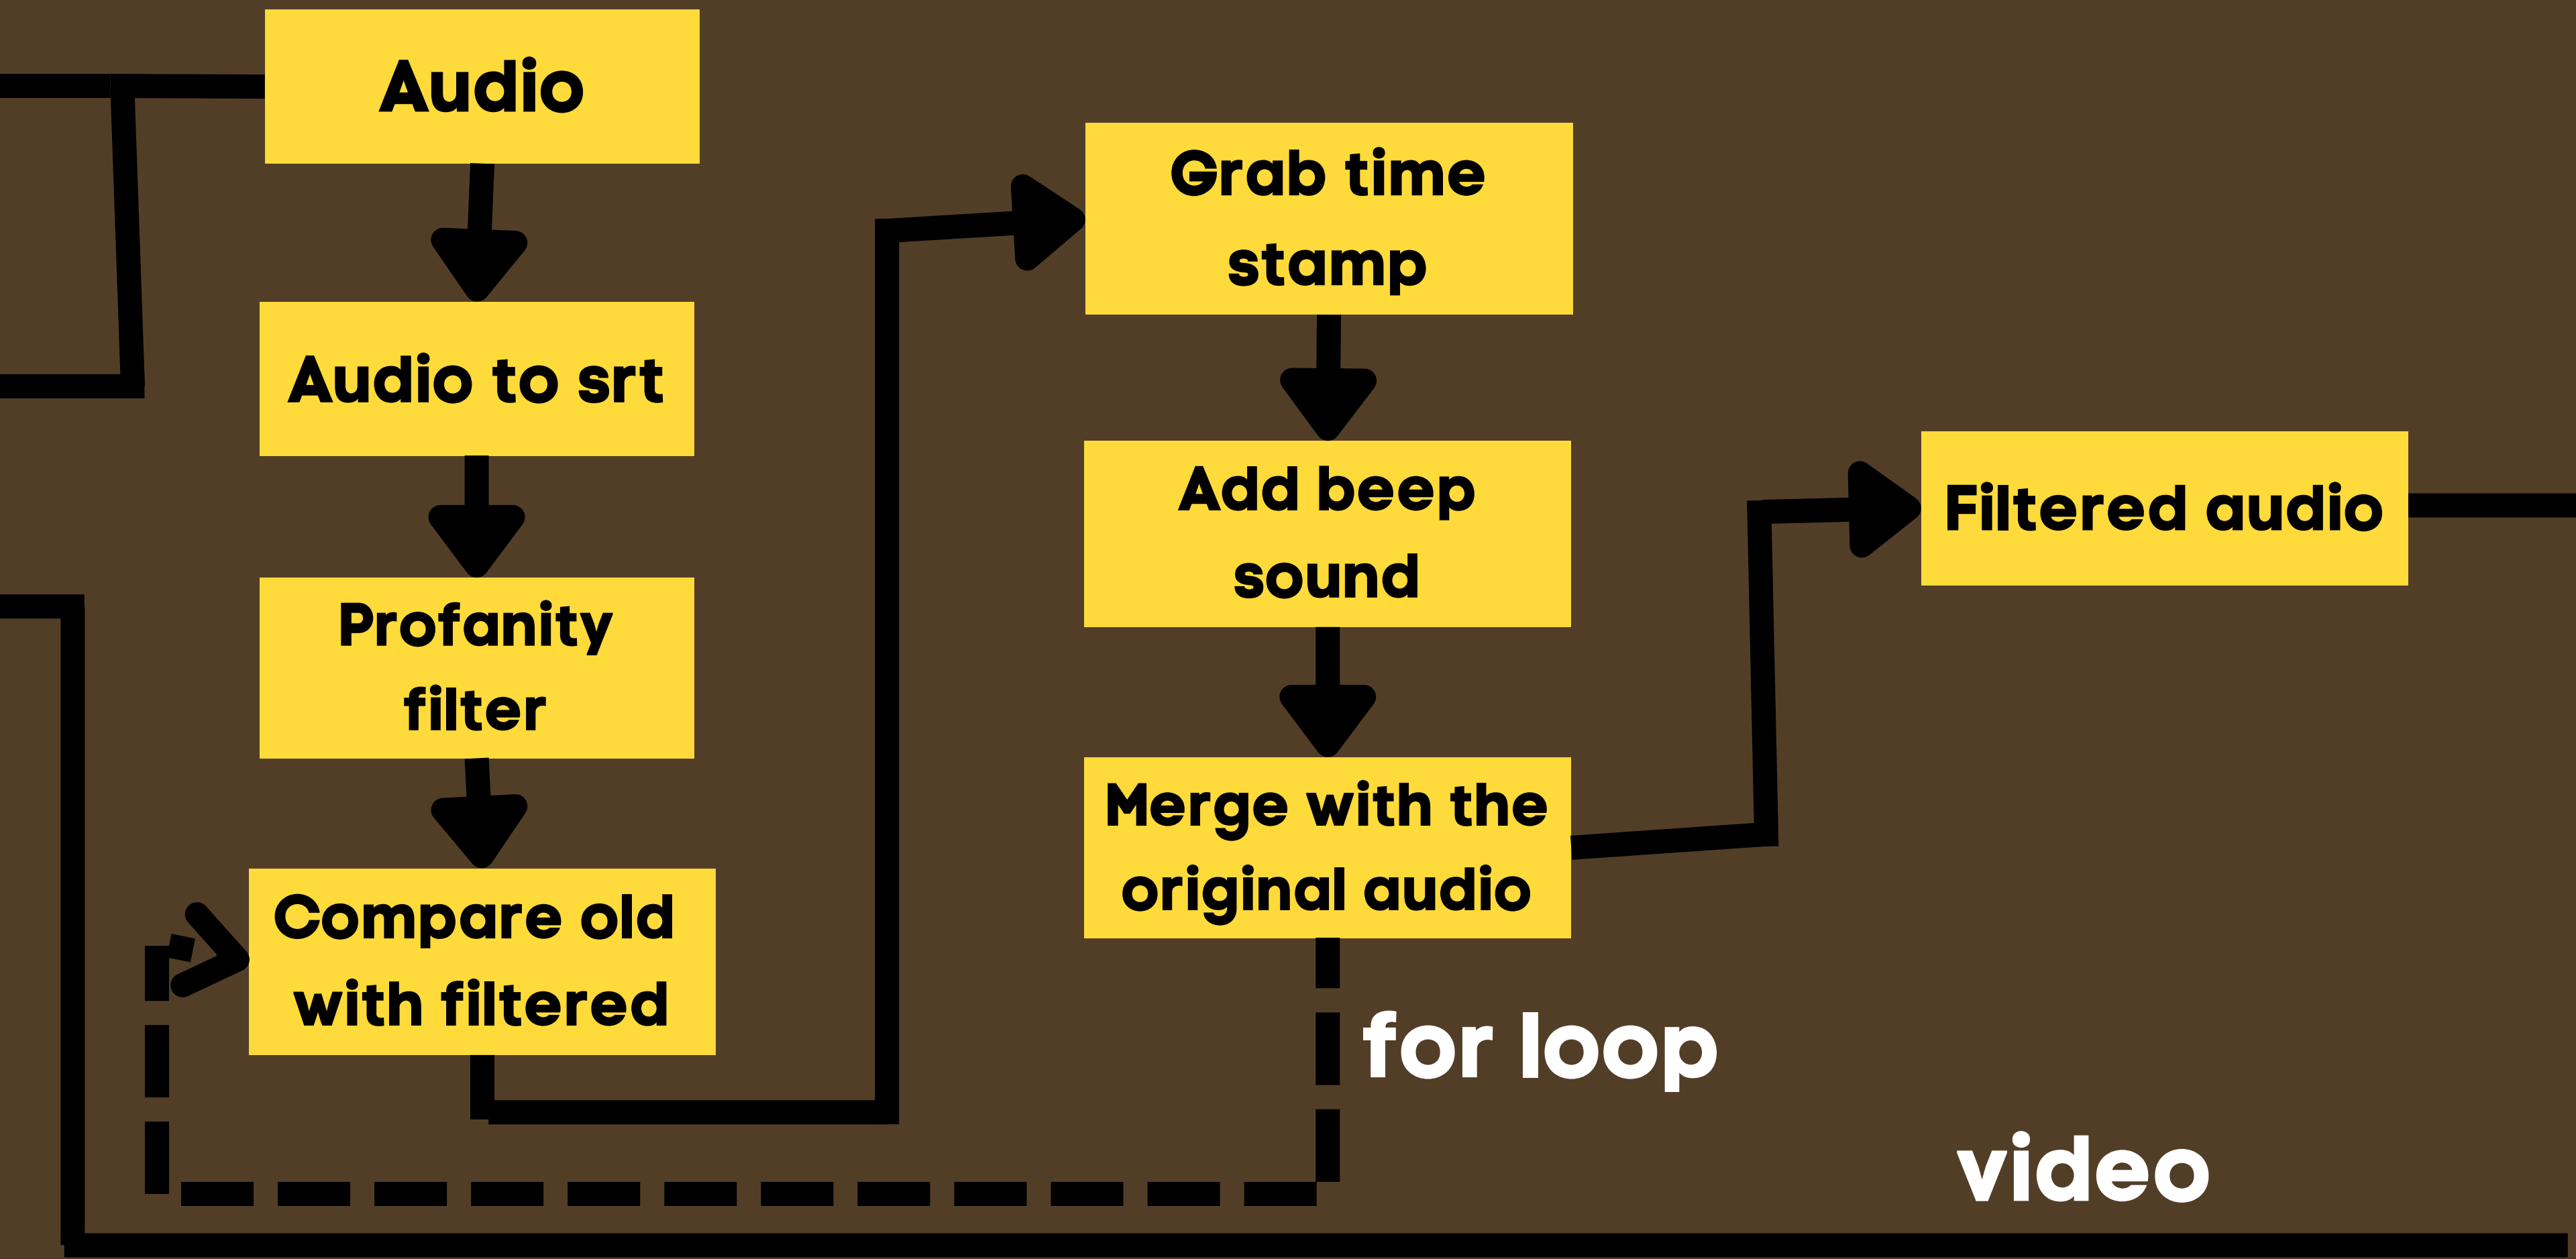 Audio
Audio to srt
Profanity
filter
Compare old
with filtered
Grab time
stamp
Add beep
sound
Merge with the
original audio
for loop
Filtered audio
video